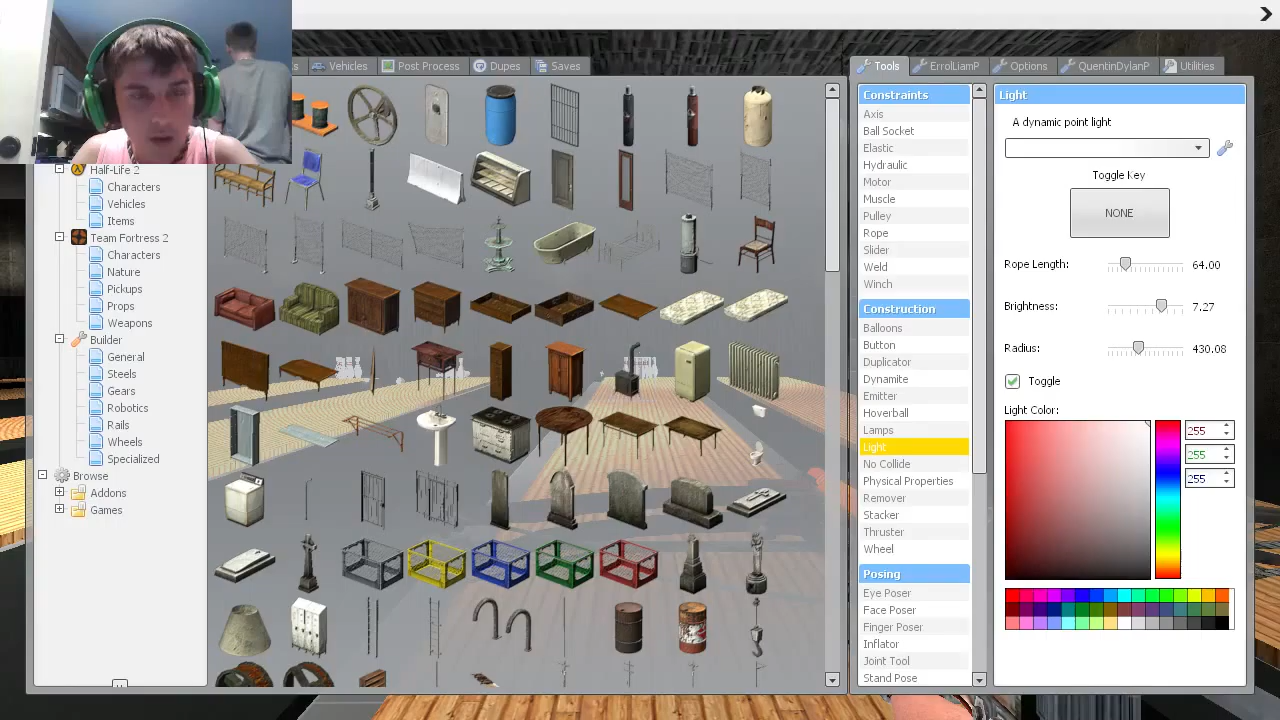 s Vehicles Post Process Dupes Saves
Tools ErrolLiamP Options QuentinDylanP Utilities
Half-Life 2
Characters
Vehicles
Items
Team Fortress 2
Characters
Nature
Pickups
Props
Weapons
Builder
General
Steels
Gears
Robotics
Rails
Wheels
Specialized
Browse
Addons
Games
Constraints
Axis
Ball Socket
Elastic
Hydraulic
Motor
Muscle
Pulley
Rope
Slider
Weld
Winch
Construction
Balloons
Button
Duplicator
Dynamite
Emitter
Hoverball
Lamps
Light
No Collide
Physical Properties
Remover
Stacker
Thruster
Wheel
Posing
Eye Poser
Face Poser
Finger Poser
Inflator
Joint Tool
Stand Pose
Light
A dynamic point light
Toggle Key
NONE
Rope Length: 64.00
Brightness: 7.27
Radius: 430.08
Toggle
Light Color:
255
255
255